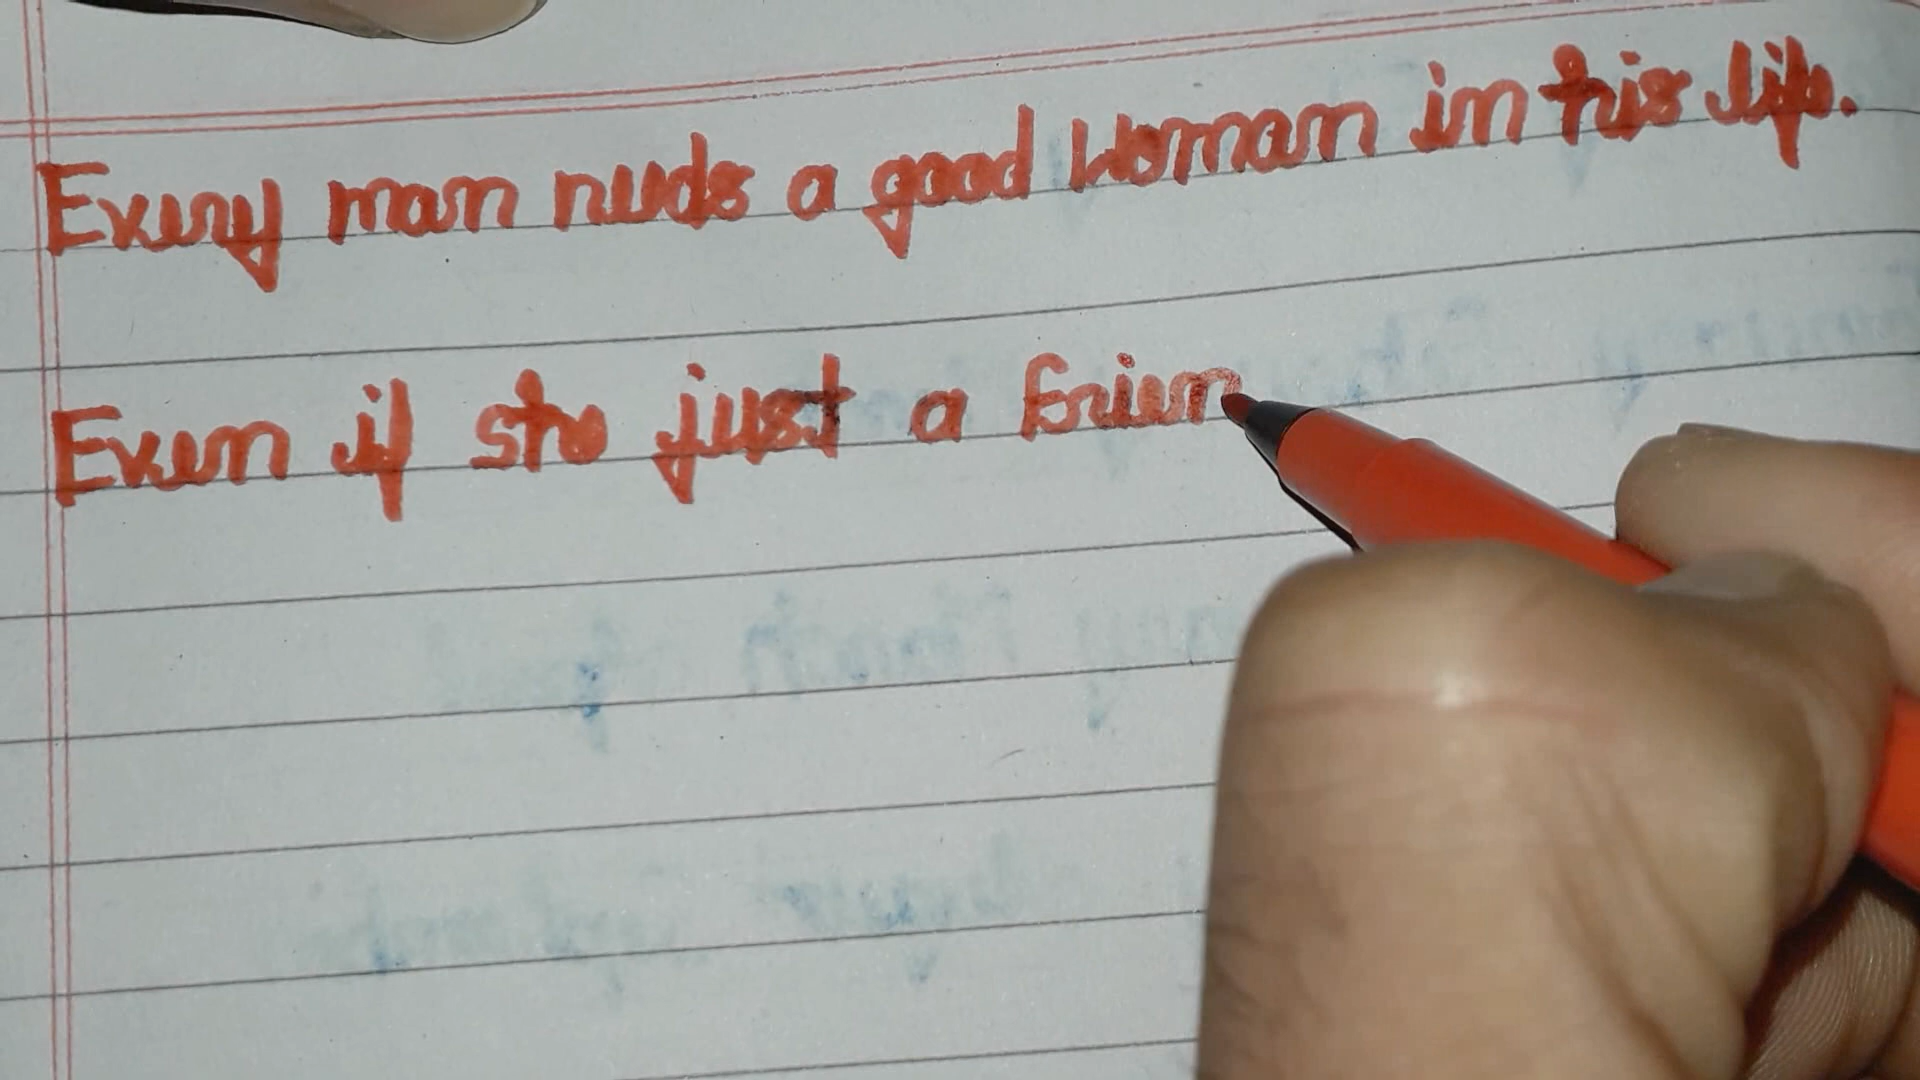 Every man needs a good woman in his life.
Even if she just a frien